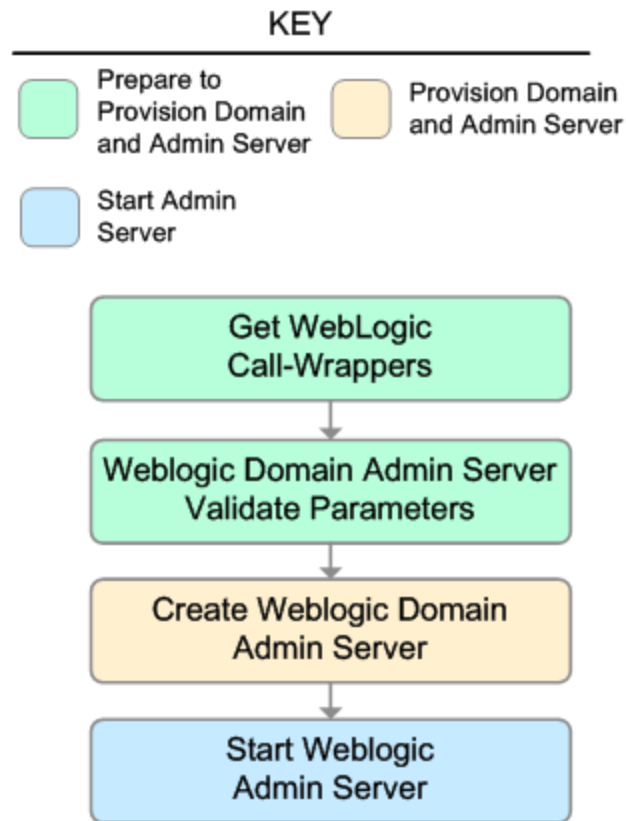 KEY
Prepare to
Provision Domain
and Admin Server
Provision Domain
and Admin Server
Start Admin
Server
Get WebLogic
Call-Wrappers
Weblogic Domain Admin Server
Validate Parameters
Create Weblogic Domain
Admin Server
Start Weblogic
Admin Server